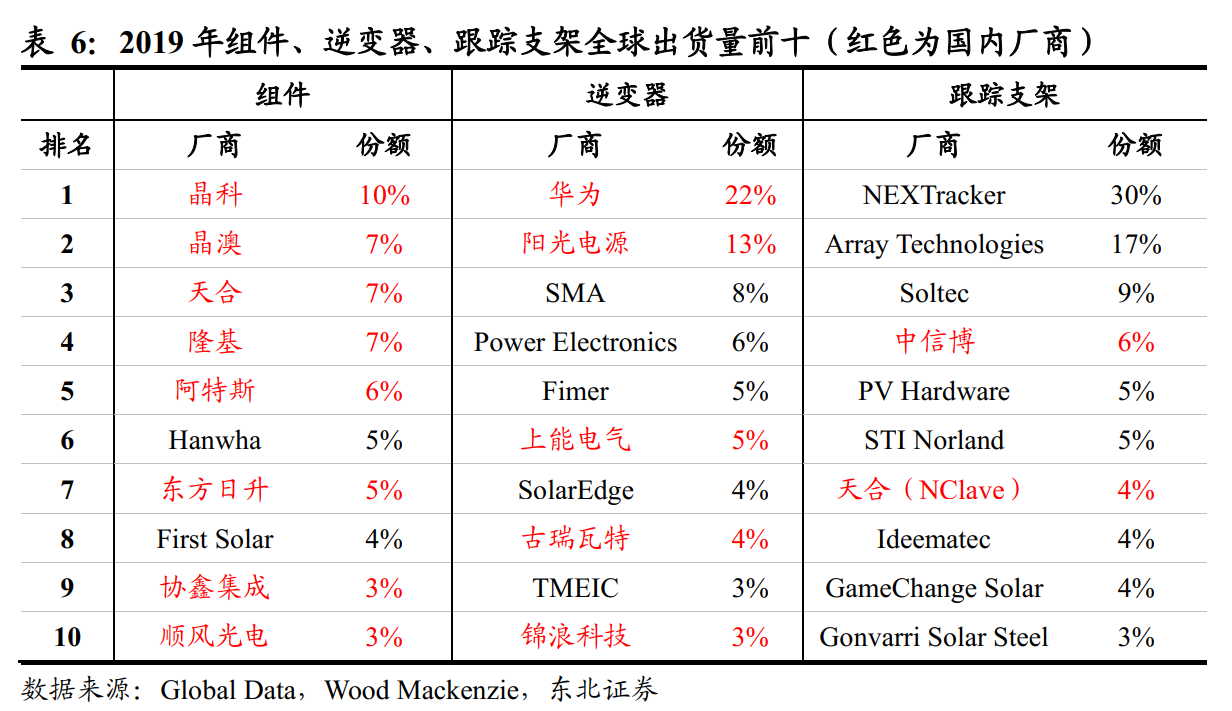 表 6：2019 年组件、逆变器、跟踪支架全球出货量前十（红色为国内厂商）
组件 逆变器 跟踪支架
排名 厂商 份额 厂商 份额 厂商 份额
1 晶科 10% 华为 22% NEXTracker 30%
2 晶澳 7% 阳光电源 13% Array Technologies 17%
3 天合 7% SMA 8% Soltec 9%
4 隆基 7% Power Electronics 6% 中信博 6%
5 阿特斯 6% Fimer 5% PV Hardware 5%
6 Hanwha 5% 上能电气 5% STI Norland 5%
7 东方日升 5% SolarEdge 4% 天合（NClave） 4%
8 First Solar 4% 古瑞瓦特 4% Ideematec 4%
9 协鑫集成 3% TMEIC 3% GameChange Solar 4%
10 顺风光电 3% 锦浪科技 3% Gonvarri Solar Steel 3%
数据来源：Global Data，Wood Mackenzie，东北证券